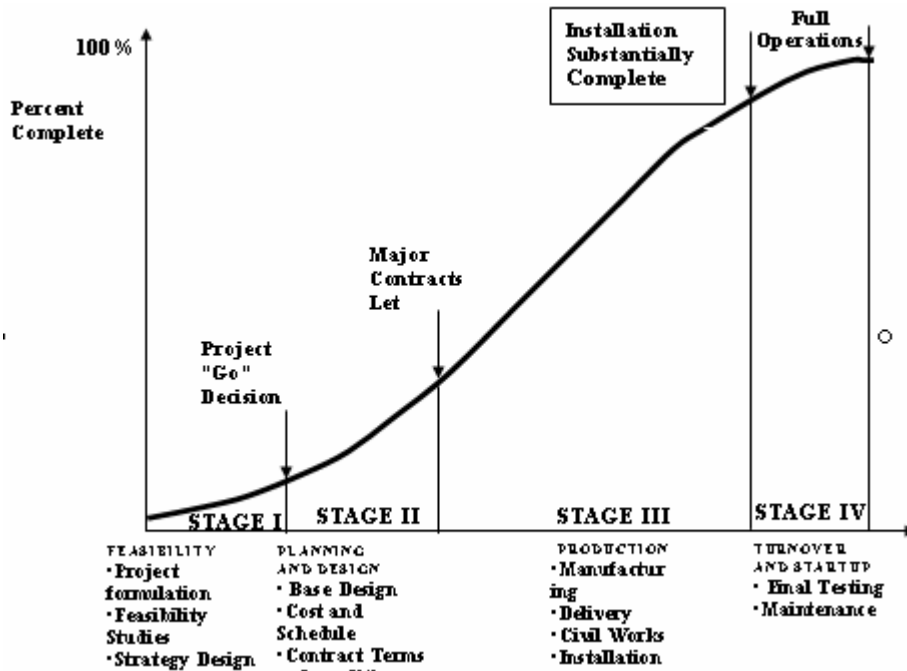 100 %
Percent
Complete
Installation
Substantially
Complete
Full
Operations
Major
Contracts
Let
Project
"Go"
Decision
STAGE I
STAGE II
STAGE III
STAGE IV
FEASIBILITY
·Project
formulation
·Feasibility
Studies
·Strategy Design
PLANNING
AND DESIGN
· Base Design
· Cost and
Schedule
· Contract Terms
PRODUCTION
·Manufactur
ing
·Delivery
·Civil Works
·Installation
TURNOVER
AND STARTUP
· Final Testing
·Maintenance